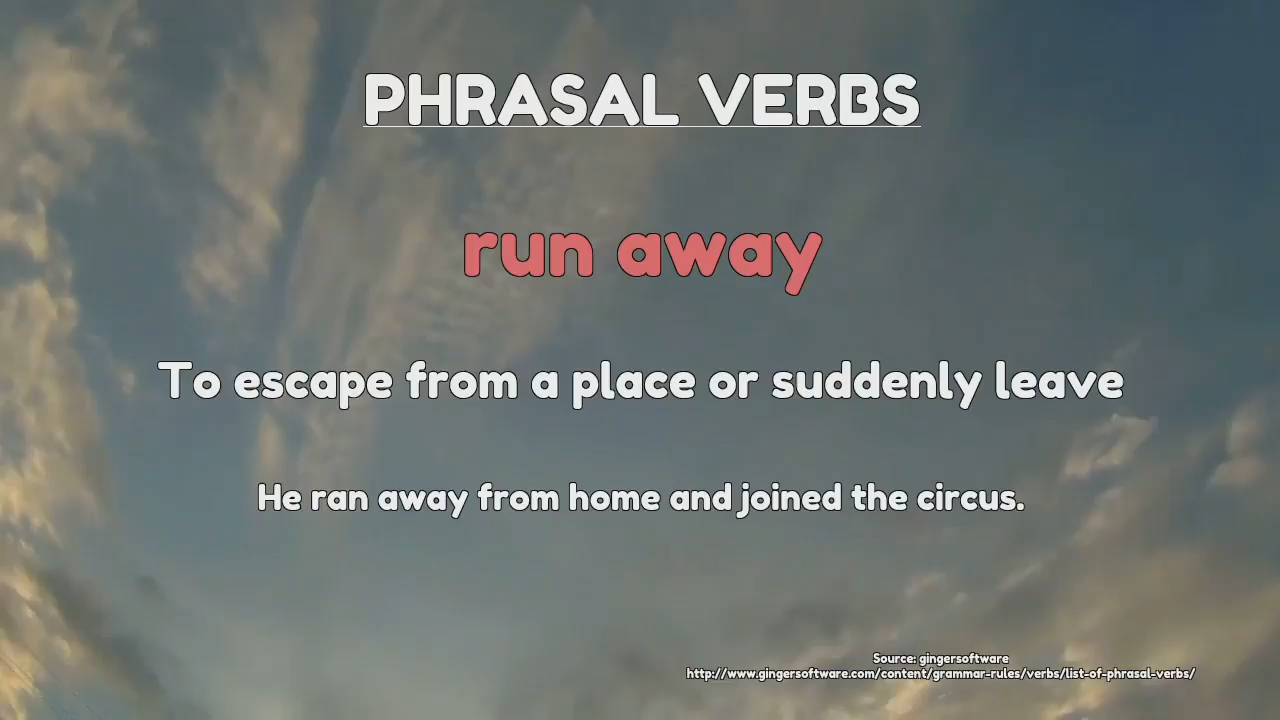 PHRASAL VERBS
run away
To escape from a place or suddenly leave
He ran away from home and joined the circus.
Source: gingersoftware
http://www.gingersoftware.com/content/grammar-rules/verbs/list-of-phrasal-verbs/